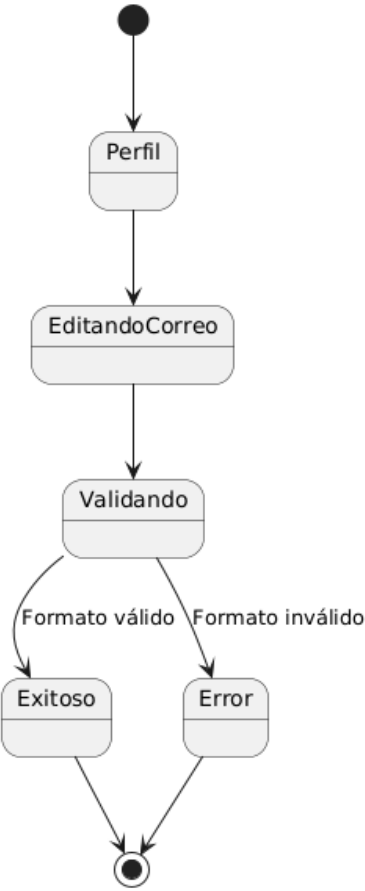 Perfil
EditandoCorreo
Validando
Formato válido
Formato inválido
Exitoso
Error